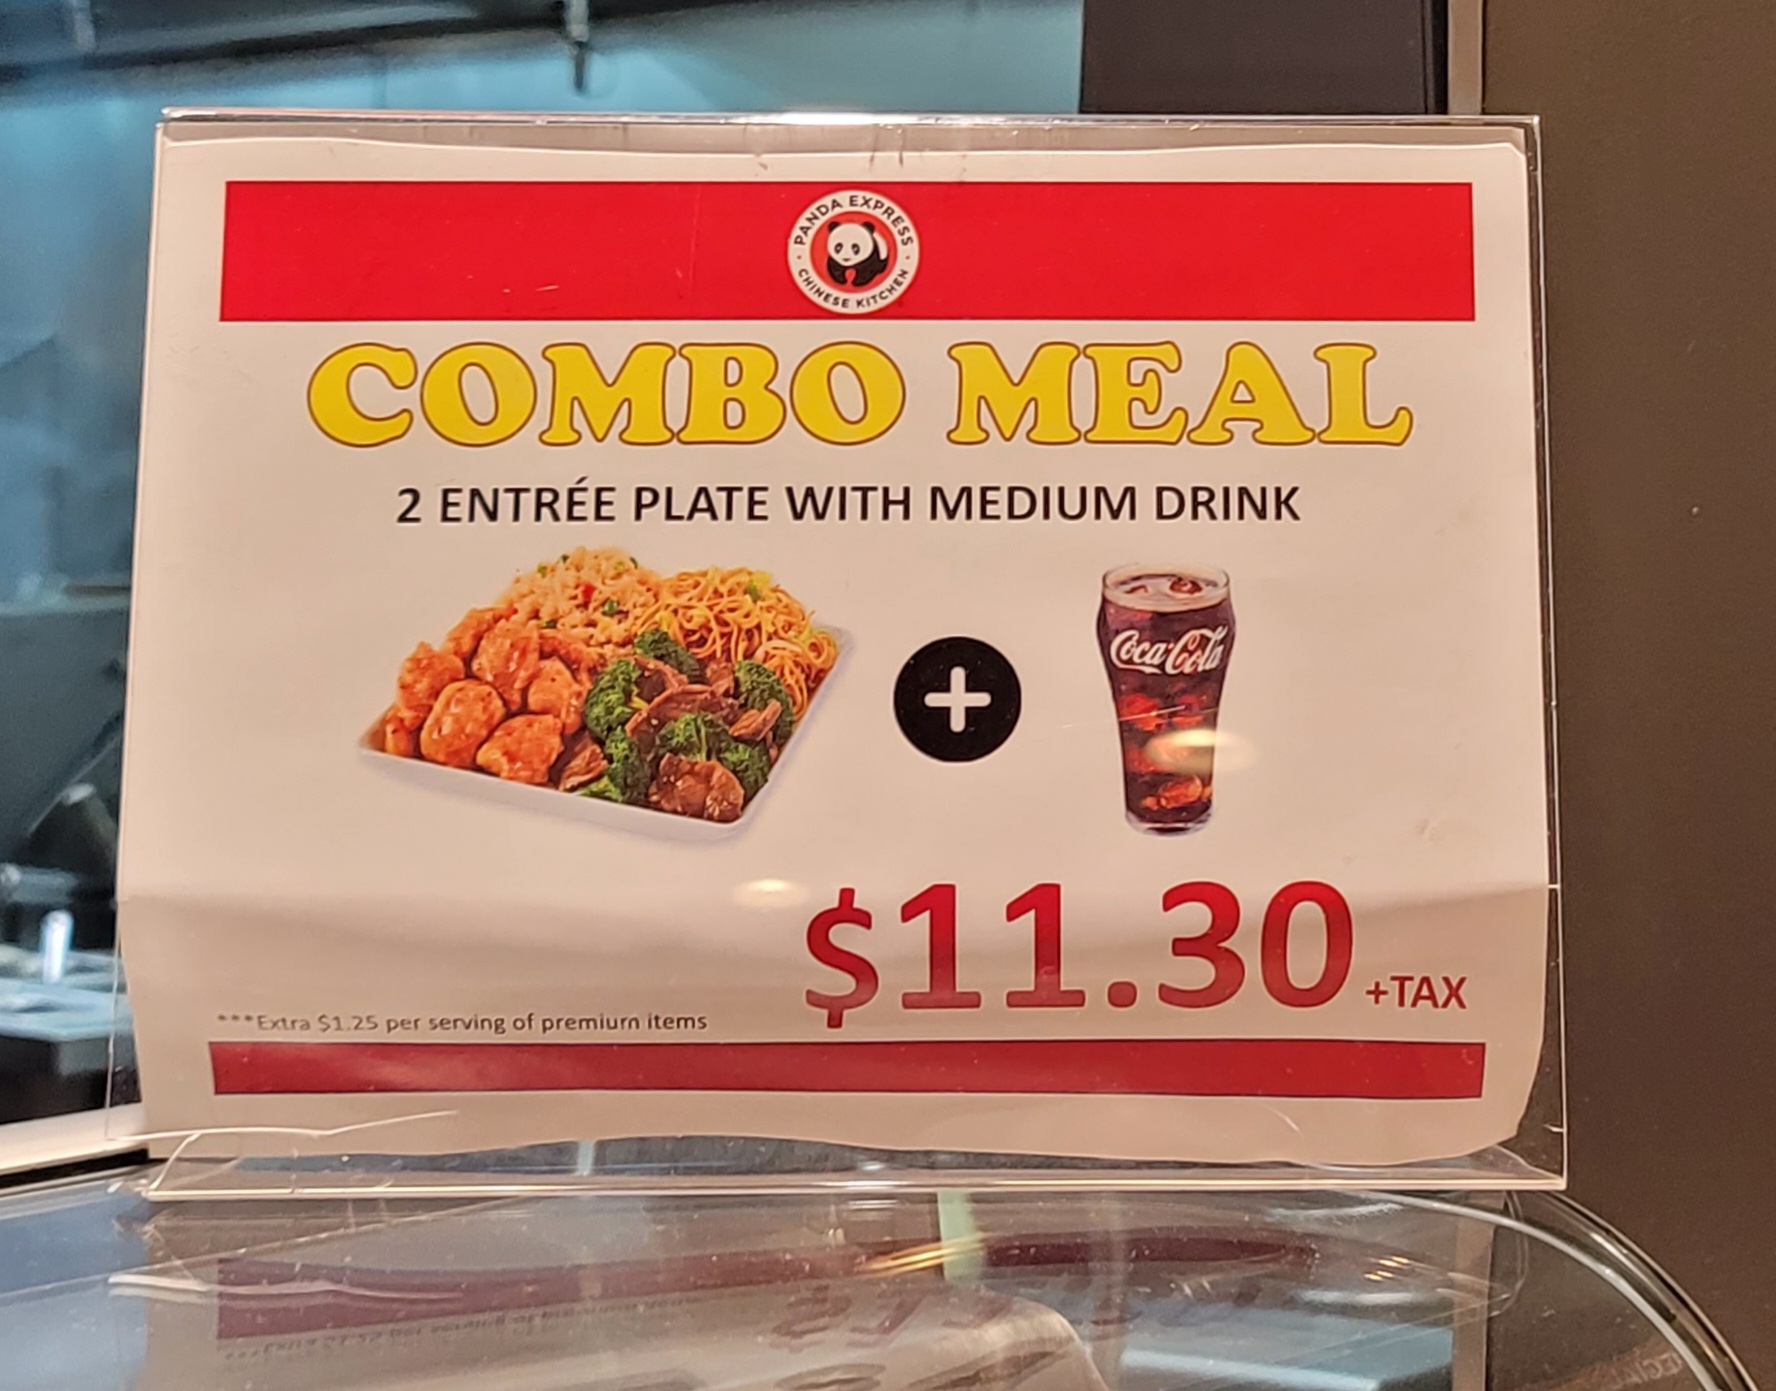 PANDA EXPRESS
CHINESE KITCHEN
COMBO MEAL
2 ENTRÉE PLATE WITH MEDIUM DRINK
Coca-Cola
+
$11.30 +TAX
***Extra $1.25 per serving of premium items